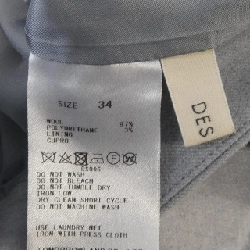 SIZE 34
POLYURETHANE
LINING
CUPRO
DO NOT WASH
DO NOT BLEACH
DO NOT TUMBLE DRY
IRON LOW
DRY CLEAN SHORT CYCLE
DO NOT MACHINE WASH
USE LAUNDRY NET
IRON WITH PRESS CLOTH
DES